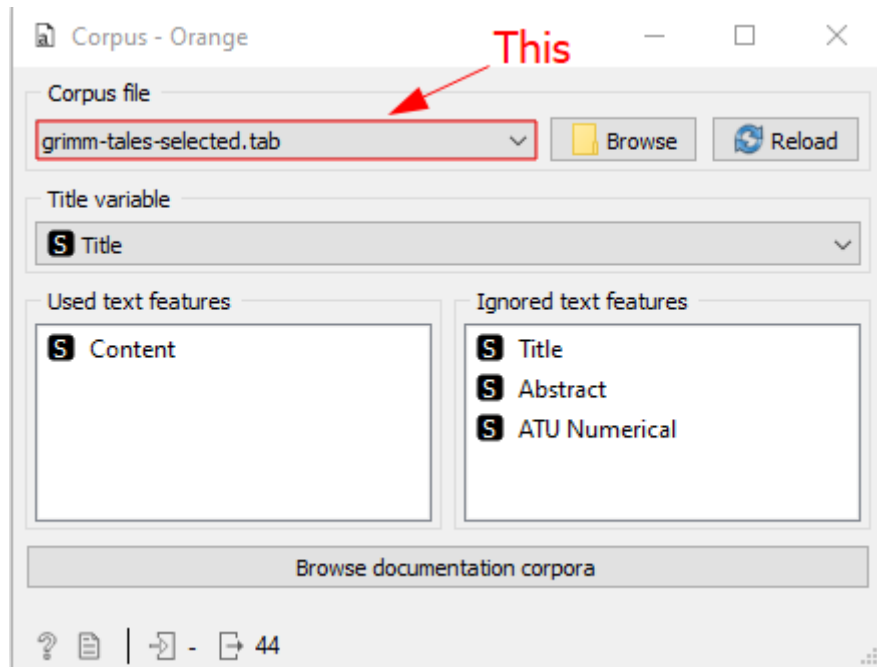 Corpus - Orange
This
Corpus file
grimm-tales-selected.tab Browse Reload
Title variable
S Title
Used text features Ignored text features
S Content S Title
S Abstract
S ATU Numerical
Browse documentation corpora
? - 44